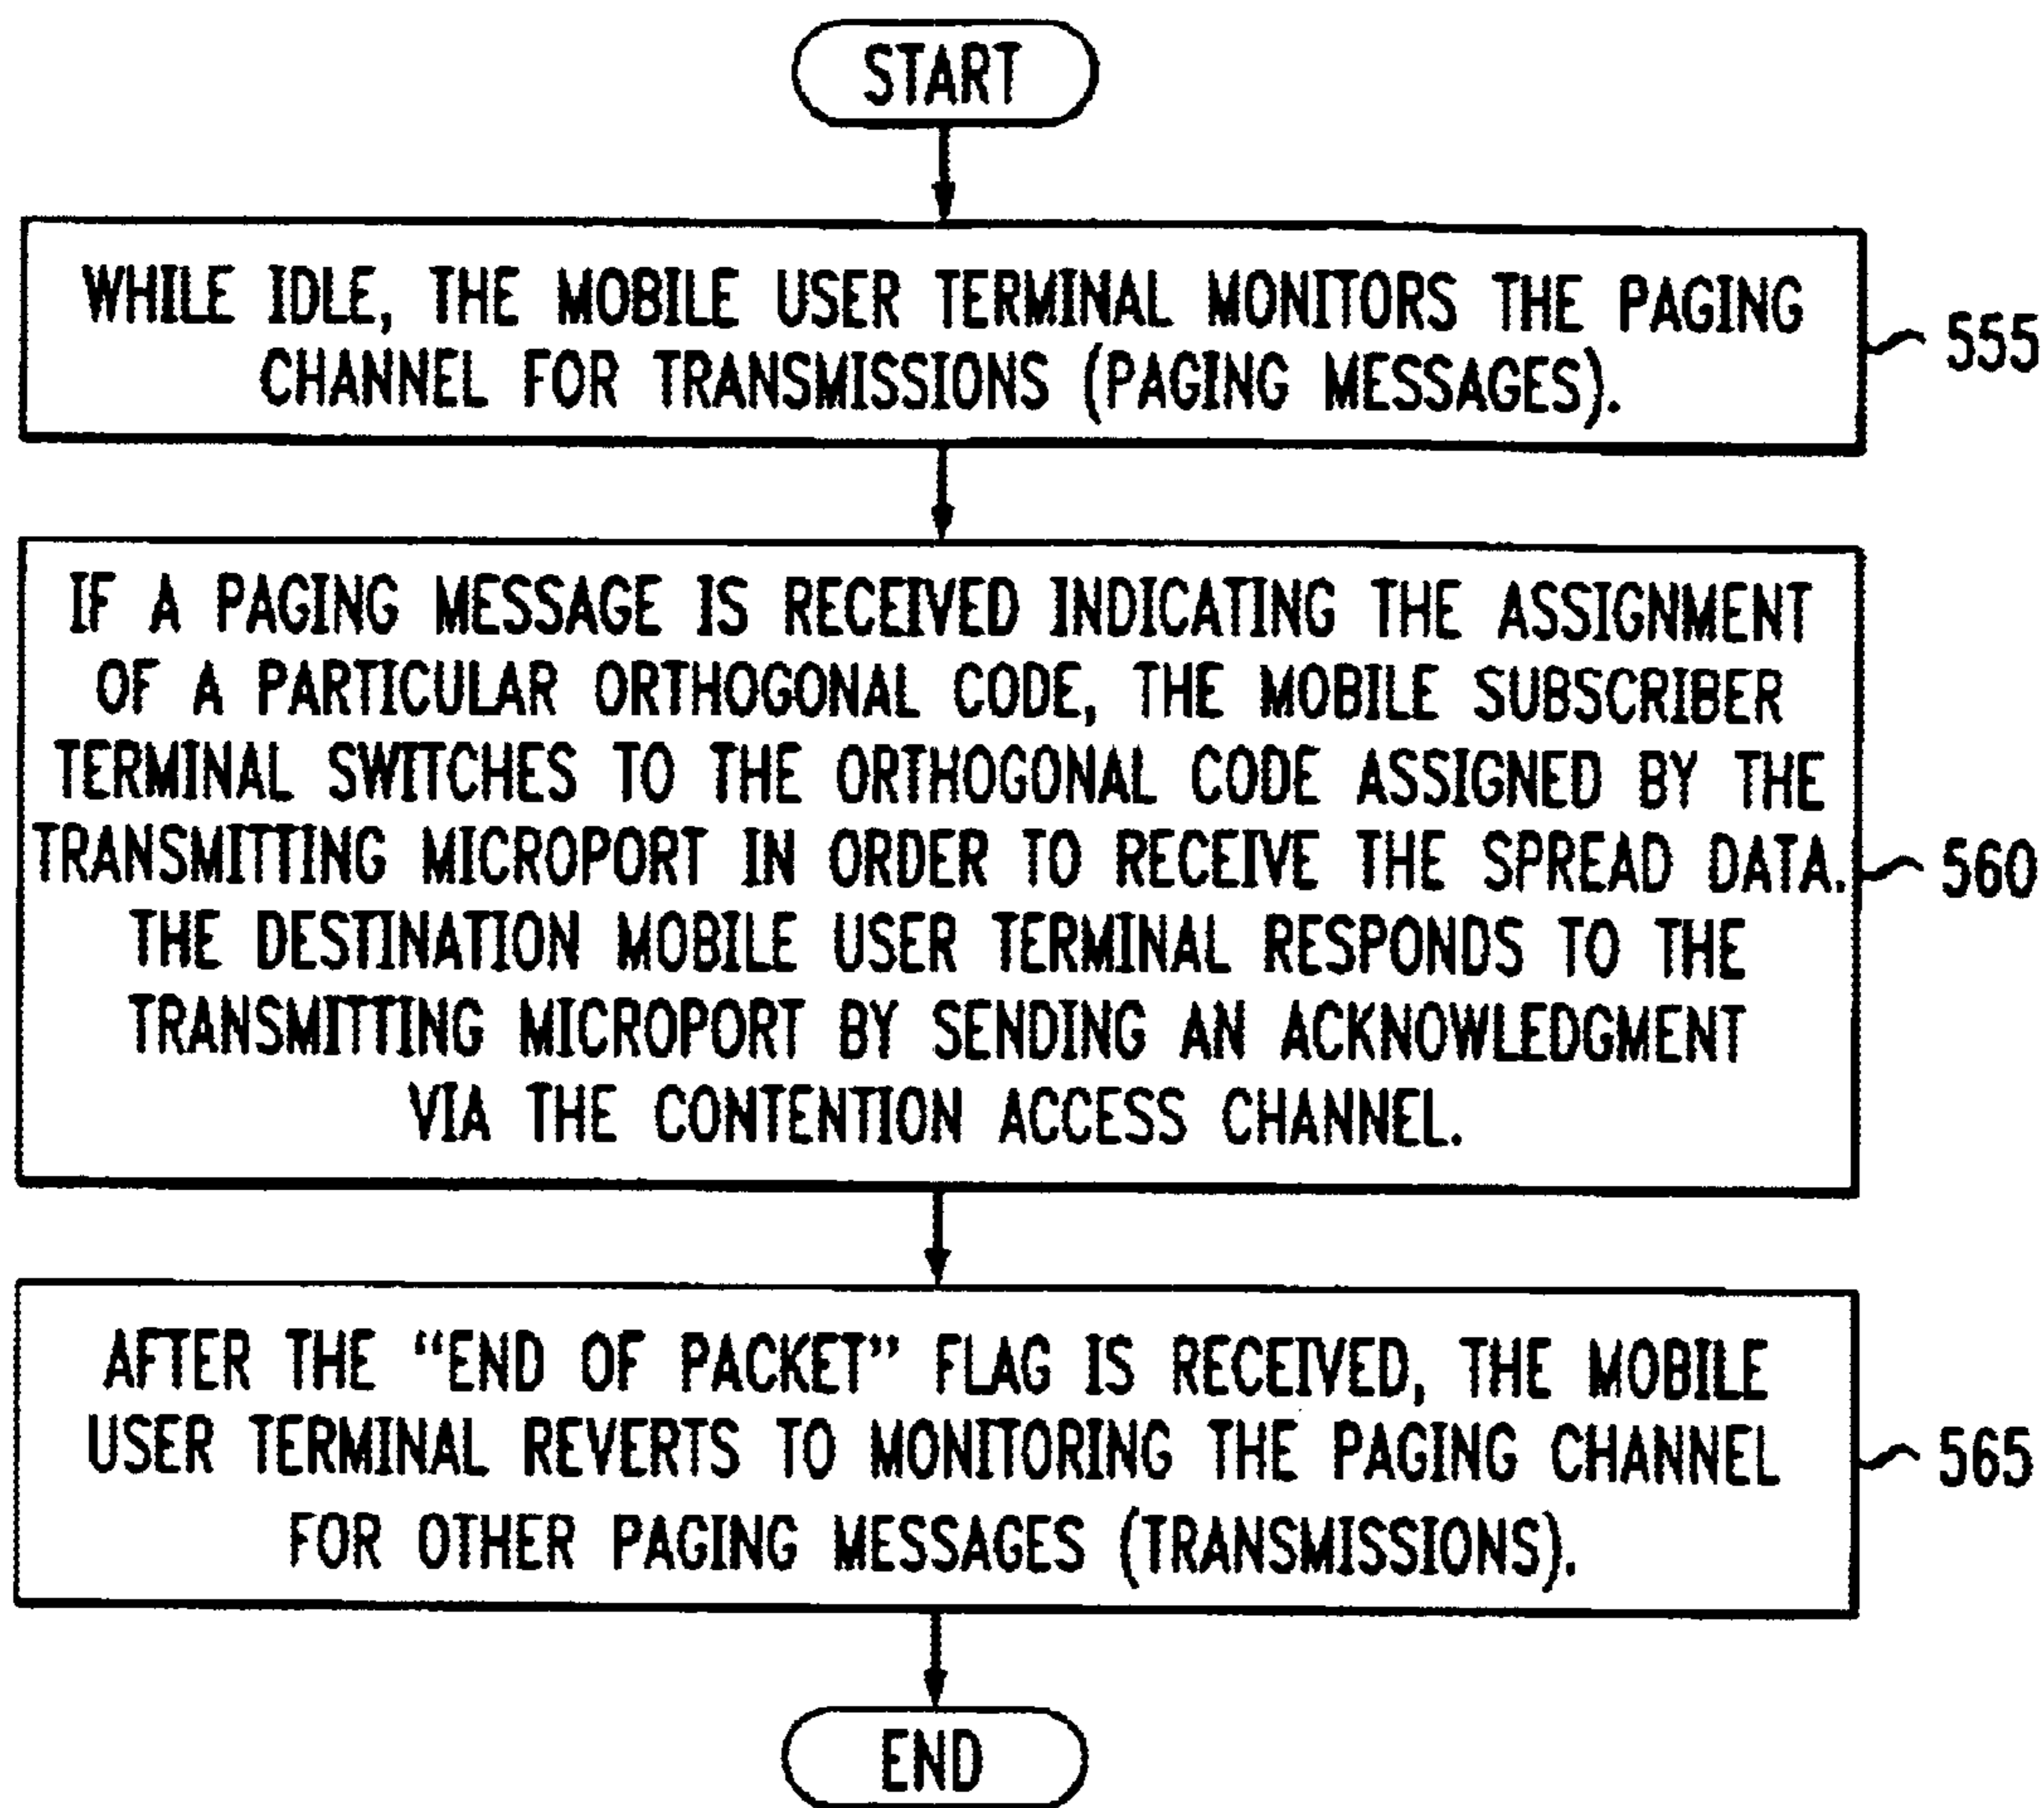 START
WHILE IDLE, THE MOBILE USER TERMINAL MONITORS THE PAGING
CHANNEL FOR TRANSMISSIONS (PAGING MESSAGES).
555
IF A PAGING MESSAGE IS RECEIVED INDICATING THE ASSIGNMENT
OF A PARTICULAR ORTHOGONAL CODE, THE MOBILE SUBSCRIBER
TERMINAL SWITCHES TO THE ORTHOGONAL CODE ASSIGNED BY THE
TRANSMITTING MICROPORT IN ORDER TO RECEIVE THE SPREAD DATA.
THE DESTINATION MOBILE USER TERMINAL RESPONDS TO THE
TRANSMITTING MICROPORT BY SENDING AN ACKNOWLEDGMENT
VIA THE CONTENTION ACCESS CHANNEL.
560
AFTER THE “END OF PACKET” FLAG IS RECEIVED, THE MOBILE
USER TERMINAL REVERTS TO MONITORING THE PAGING CHANNEL
FOR OTHER PAGING MESSAGES (TRANSMISSIONS).
565
END